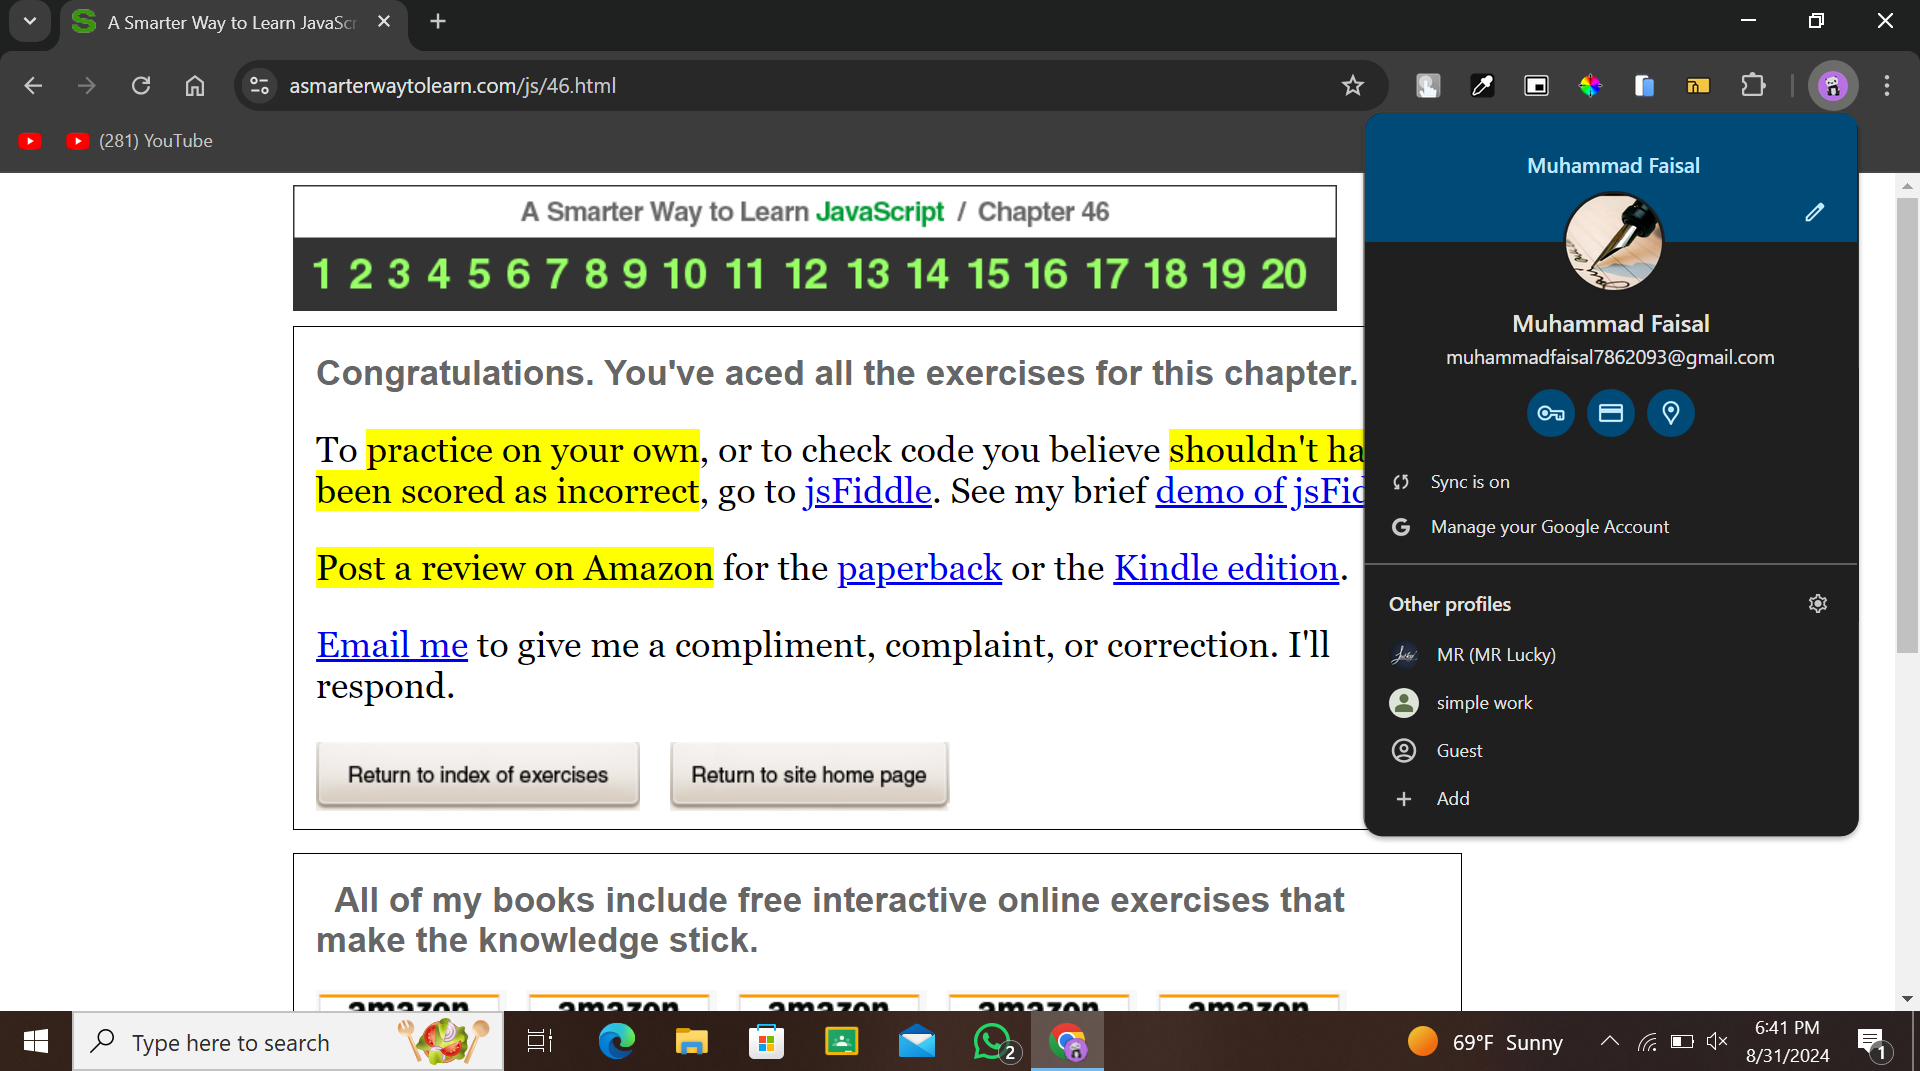 A Smarter Way to Learn JavaScr
asmarterwaytolearn.com/js/46.html
(281) YouTube
A Smarter Way to Learn JavaScript / Chapter 46
1 2 3 4 5 6 7 8 9 10 11 12 13 14 15 16 17 18 19 20
Congratulations. You've aced all the exercises for this chapter.
To practice on your own, or to check code you believe shouldn't ha
been scored as incorrect, go to jsFiddle. See my brief demo of jsFid
Post a review on Amazon for the paperback or the Kindle edition.
Email me to give me a compliment, complaint, or correction. I'll
respond.
Return to index of exercises
Return to site home page
All of my books include free interactive online exercises that
make the knowledge stick.
amazon amazon amazon amazon amazon
Muhammad Faisal
Muhammad Faisal
muhammadfaisal7862093@gmail.com
Sync is on
Manage your Google Account
Other profiles
MR (MR Lucky)
simple work
Guest
Add
Type here to search
2
69°F Sunny
6:41 PM
8/31/2024
1